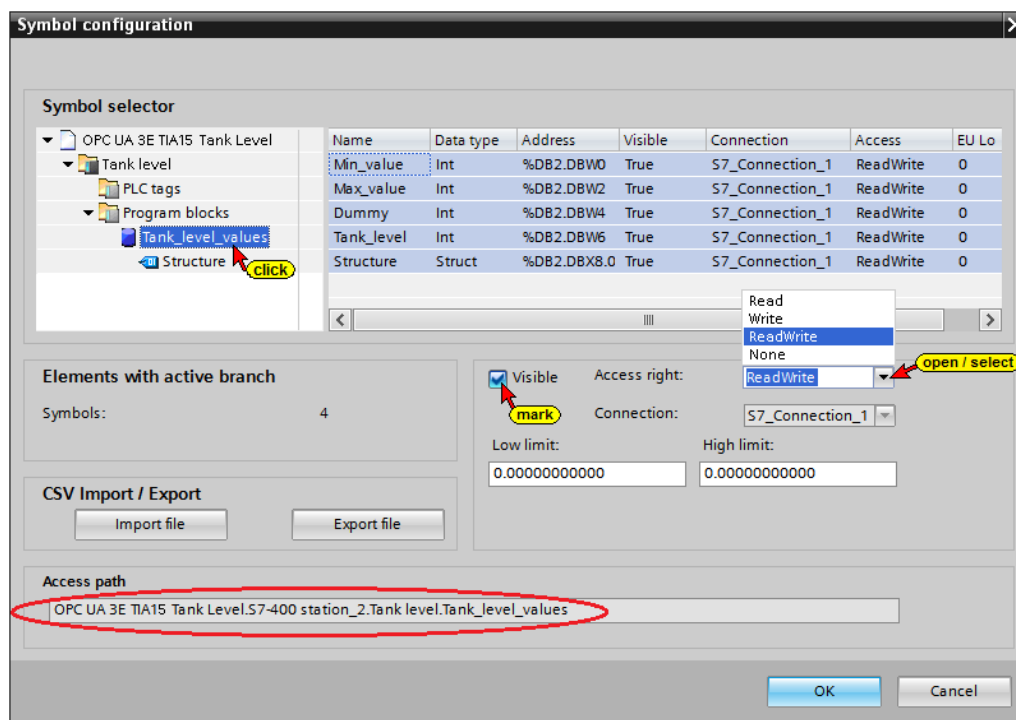 Symbol configuration
Symbol selector
OPC UA 3E TIA15 Tank Level
Tank level
PLC tags
Program blocks
Tank_level_values
click
Structure
Name Data type Address Visible Connection Access EU Lo
Min_value Int %DB2.DBW0 True S7_Connection_1 ReadWrite 0
Max_value Int %DB2.DBW2 True S7_Connection_1 ReadWrite 0
Dummy Int %DB2.DBW4 True S7_Connection_1 ReadWrite 0
Tank_level Int %DB2.DBW6 True S7_Connection_1 ReadWrite 0
Structure Struct %DB2.DBX8.0 True S7_Connection_1 ReadWrite 0
Read
Write
ReadWrite
None
Elements with active branch
Symbols: 4
Visible Access right: ReadWrite open / select
mark Connection: S7_Connection_1
Low limit: High limit:
0.00000000000 0.00000000000
CSV Import / Export
Import file Export file
Access path
OPC UA 3E TIA15 Tank Level.S7-400 station_2.Tank level.Tank_level_values
OK Cancel